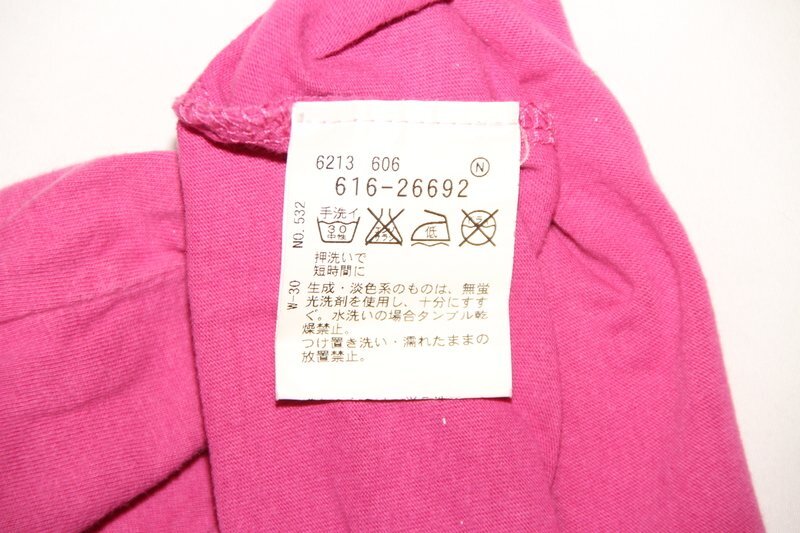 6213 606 N
616-26692
手洗イ
30
中性
低
押洗いで
短時間に
生成・淡色系のものは、無蛍
光洗剤を使用し、十分にすす
ぐ。水洗いの場合タンブル乾
燥禁止。
つけ置き洗い・濡れたままの
放置禁止。
NO.532
W-30